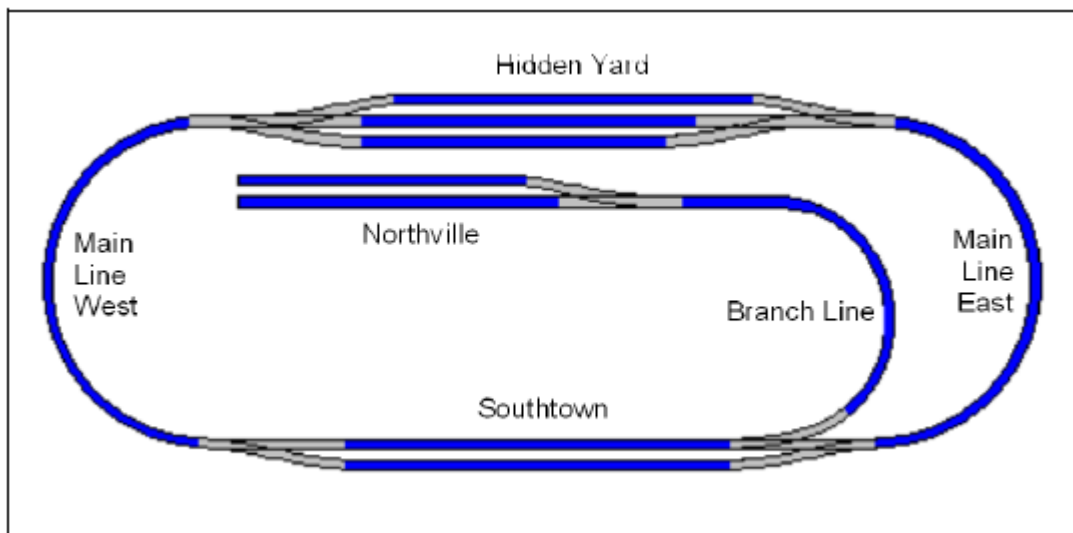 Hidden Yard
Northville
Main
Line
West
Main
Line
East
Branch Line
Southtown